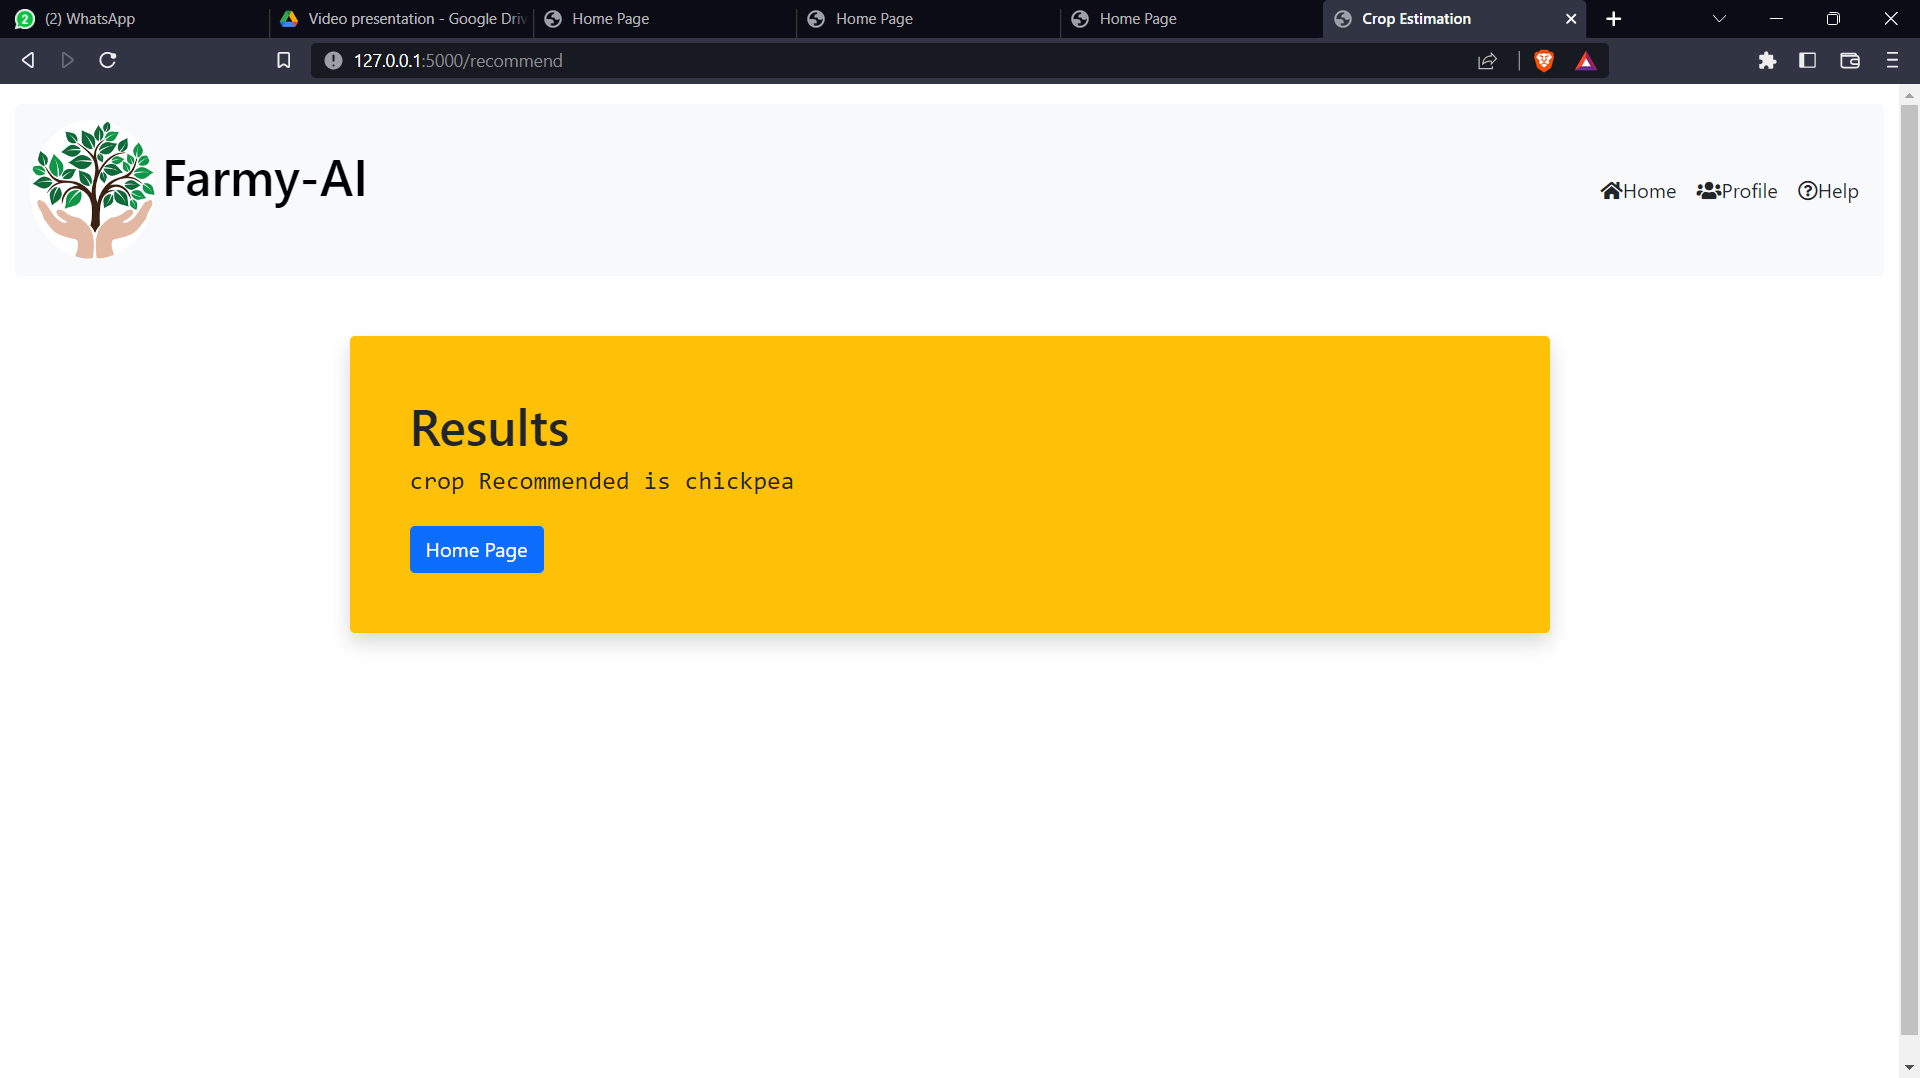 2
(2) WhatsApp
Video presentation - Google Driv
Home Page
Home Page
Home Page
Crop Estimation
127.0.0.1:5000/recommend
Farmy-AI
Home
Profile
Help
Results
crop Recommended is chickpea
Home Page